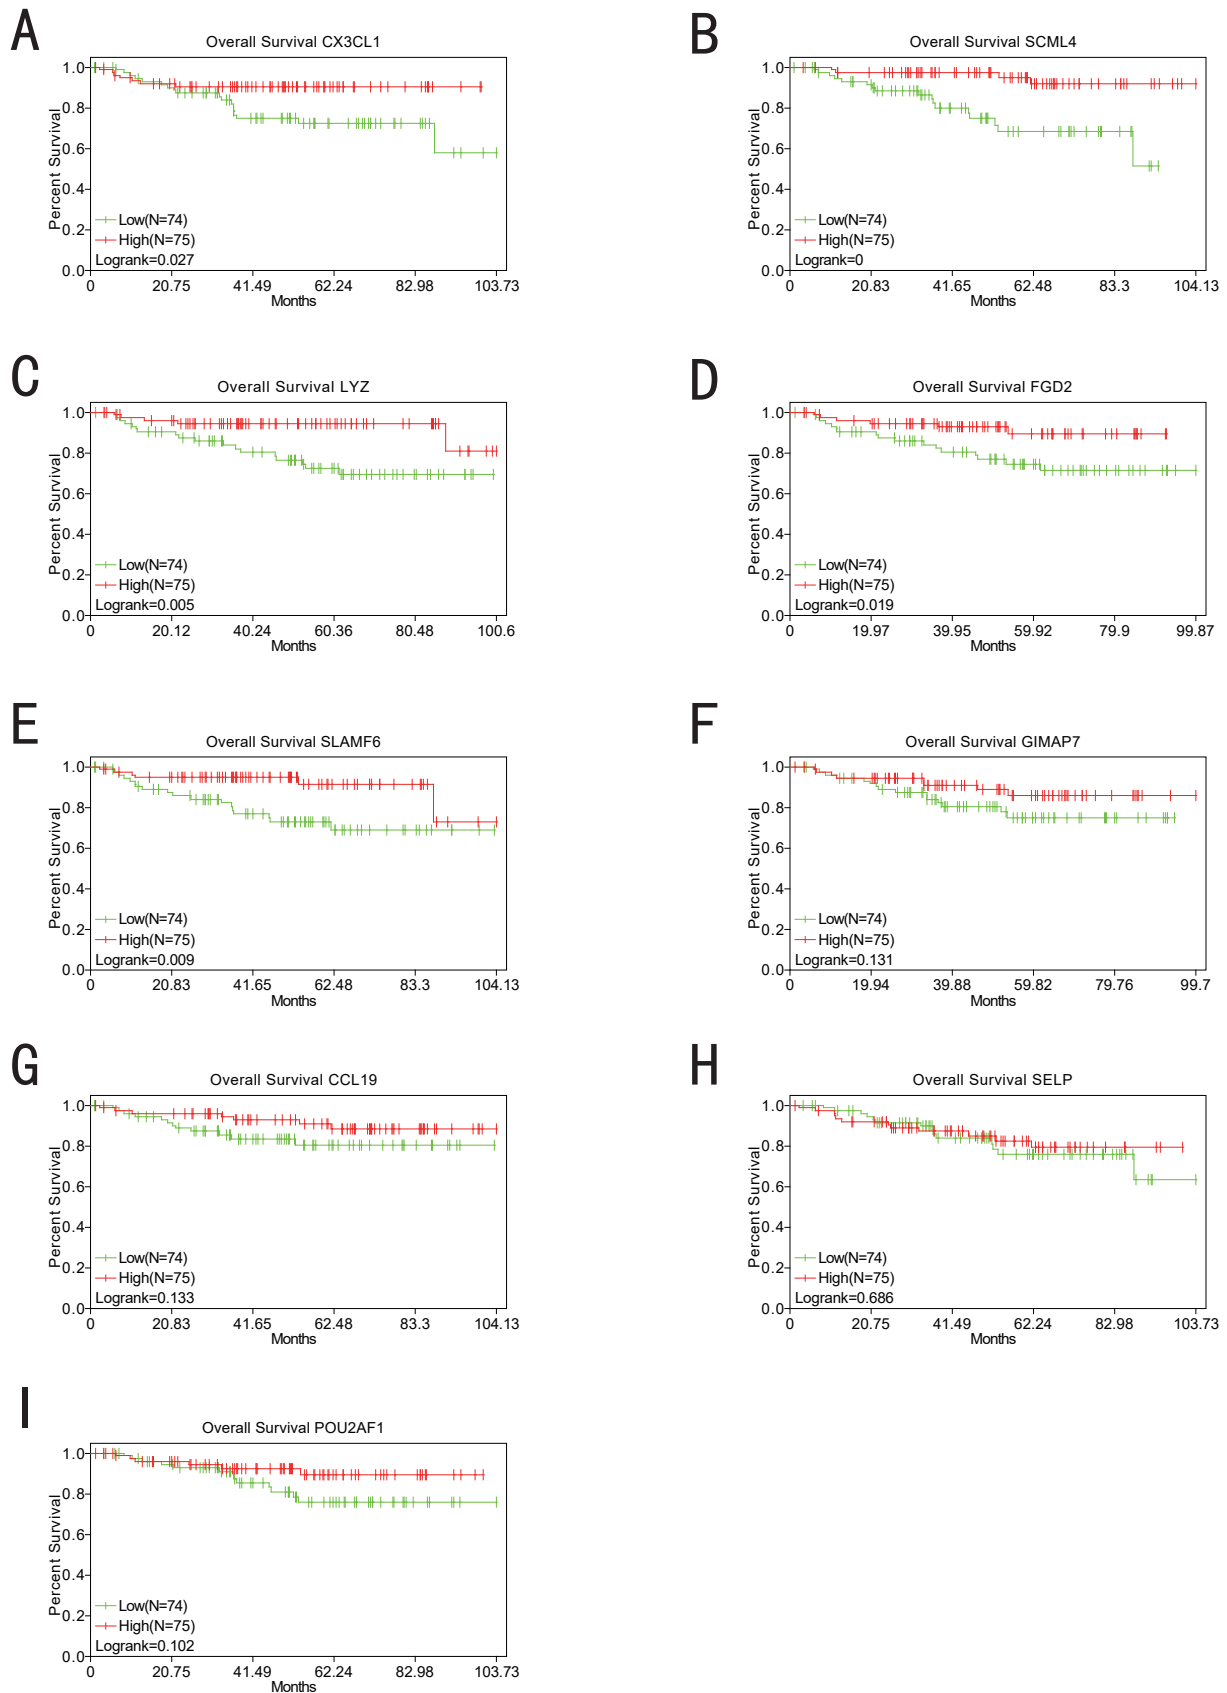 A
Overall Survival CX3CL1
Percent Survival
1.0
0.8
0.6
0.4
0.2
0.0
Low(N=74)
High(N=75)
Logrank=0.027
0 20.75 41.49 62.24 82.98 103.73
Months
B
Overall Survival SCML4
Percent Survival
1.0
0.8
0.6
0.4
0.2
0.0
Low(N=74)
High(N=75)
Logrank=0
0 20.83 41.65 62.48 83.3 104.13
Months
C
Overall Survival LYZ
Percent Survival
1.0
0.8
0.6
0.4
0.2
0.0
Low(N=74)
High(N=75)
Logrank=0.005
0 20.12 40.24 60.36 80.48 100.6
Months
D
Overall Survival FGD2
Percent Survival
1.0
0.8
0.6
0.4
0.2
0.0
Low(N=74)
High(N=75)
Logrank=0.019
0 19.97 39.95 59.92 79.9 99.87
Months
E
Overall Survival SLAMF6
Percent Survival
1.0
0.8
0.6
0.4
0.2
0.0
Low(N=74)
High(N=75)
Logrank=0.009
0 20.83 41.65 62.48 83.3 104.13
Months
F
Overall Survival GIMAP7
Percent Survival
1.0
0.8
0.6
0.4
0.2
0.0
Low(N=74)
High(N=75)
Logrank=0.131
0 19.94 39.88 59.82 79.76 99.7
Months
G
Overall Survival CCL19
Percent Survival
1.0
0.8
0.6
0.4
0.2
0.0
Low(N=74)
High(N=75)
Logrank=0.133
0 20.83 41.65 62.48 83.3 104.13
Months
H
Overall Survival SELP
Percent Survival
1.0
0.8
0.6
0.4
0.2
0.0
Low(N=74)
High(N=75)
Logrank=0.686
0 20.75 41.49 62.24 82.98 103.73
Months
I
Overall Survival POU2AF1
Percent Survival
1.0
0.8
0.6
0.4
0.2
0.0
Low(N=74)
High(N=75)
Logrank=0.102
0 20.75 41.49 62.24 82.98 103.73
Months